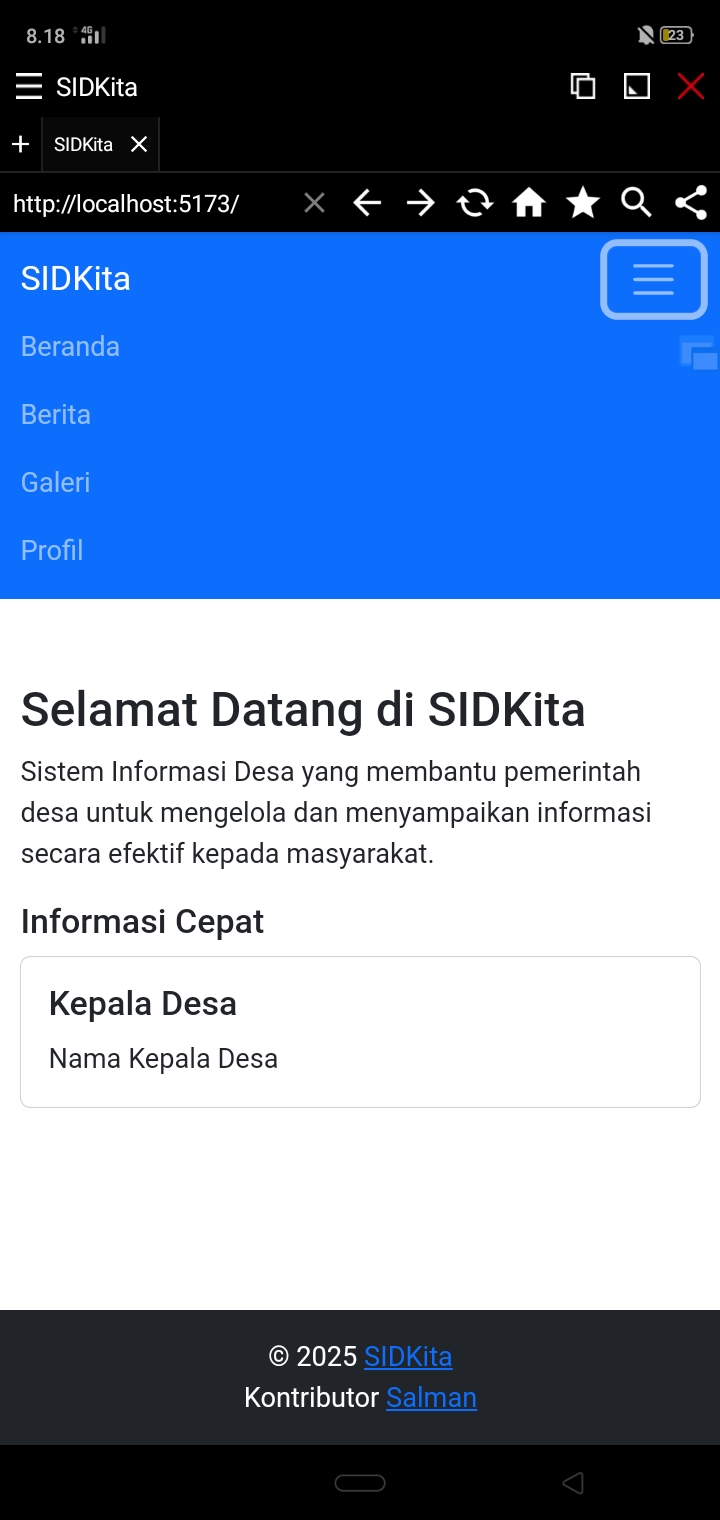 8.18 4G 23
SIDKita
SIDKita
http://localhost:5173/
SIDKita
Beranda
Berita
Galeri
Profil
Selamat Datang di SIDKita
Sistem Informasi Desa yang membantu pemerintah
desa untuk mengelola dan menyampaikan informasi
secara efektif kepada masyarakat.
Informasi Cepat
Kepala Desa
Nama Kepala Desa
© 2025 SIDKita
Kontributor Salman